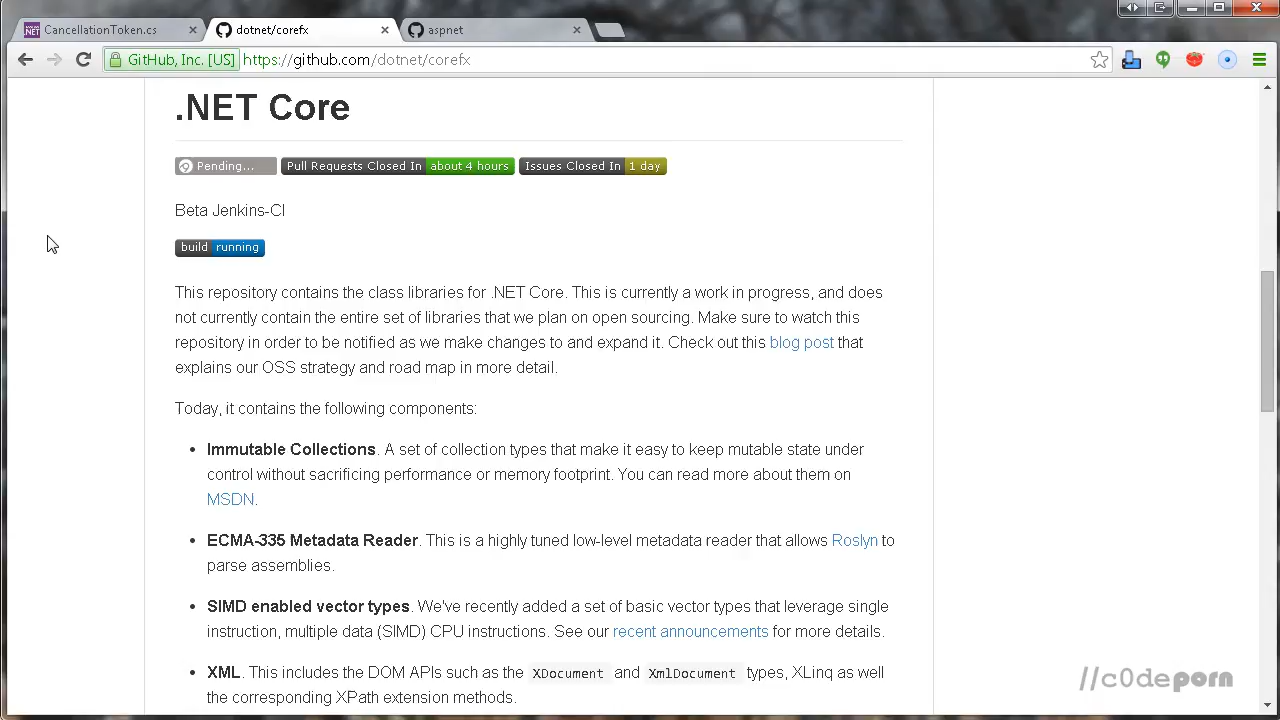 CancellationToken.cs
dotnet/corefx
aspnet
GitHub, Inc. [US] https://github.com/dotnet/corefx
.NET Core
Pending... Pull Requests Closed In about 4 hours Issues Closed In 1 day
Beta Jenkins-CI
build running
This repository contains the class libraries for .NET Core. This is currently a work in progress, and does
not currently contain the entire set of libraries that we plan on open sourcing. Make sure to watch this
repository in order to be notified as we make changes to and expand it. Check out this blog post that
explains our OSS strategy and road map in more detail.
Today, it contains the following components:
• Immutable Collections. A set of collection types that make it easy to keep mutable state under
control without sacrificing performance or memory footprint. You can read more about them on
MSDN.
• ECMA-335 Metadata Reader. This is a highly tuned low-level metadata reader that allows Roslyn to
parse assemblies.
• SIMD enabled vector types. We've recently added a set of basic vector types that leverage single
instruction, multiple data (SIMD) CPU instructions. See our recent announcements for more details.
• XML. This includes the DOM APIs such as the XDocument and XmlDocument types, XLinq as well
the corresponding XPath extension methods.
//c0deporn